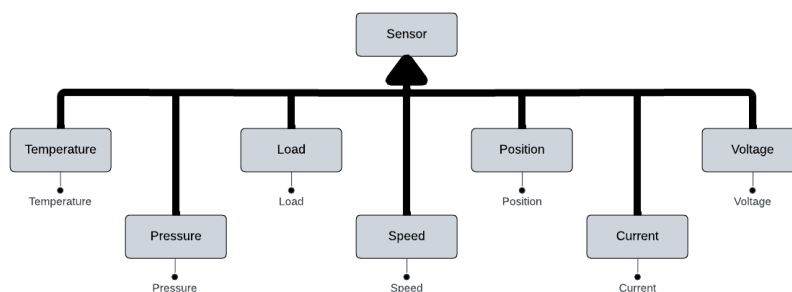 Sensor
Temperature
Load
Position
Voltage
Temperature
Load
Position
Voltage
Pressure
Speed
Current
Pressure
Speed
Current